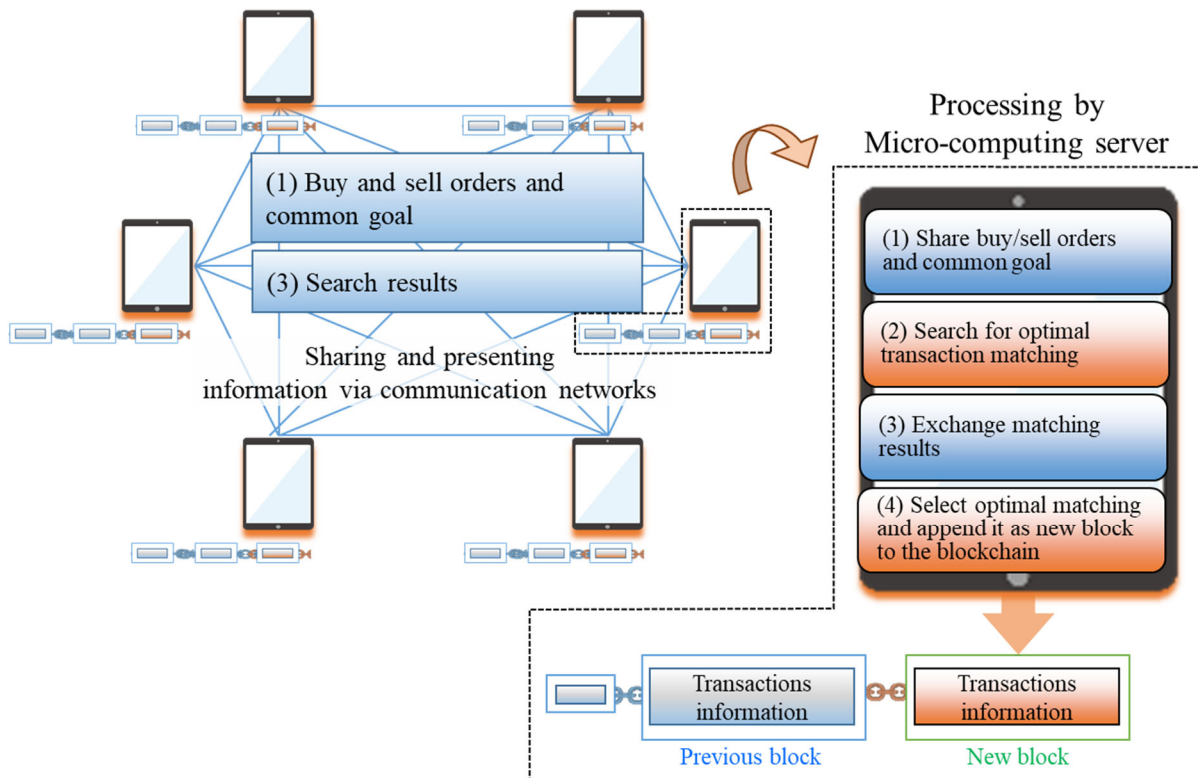 (1) Buy and sell orders and
common goal
(3) Search results
Sharing and presenting
information via communication networks
Processing by
Micro-computing server
(1) Share buy/sell orders
and common goal
(2) Search for optimal
transaction matching
(3) Exchange matching
results
(4) Select optimal matching
and append it as new block
to the blockchain
Transactions
information
Previous block
Transactions
information
New block